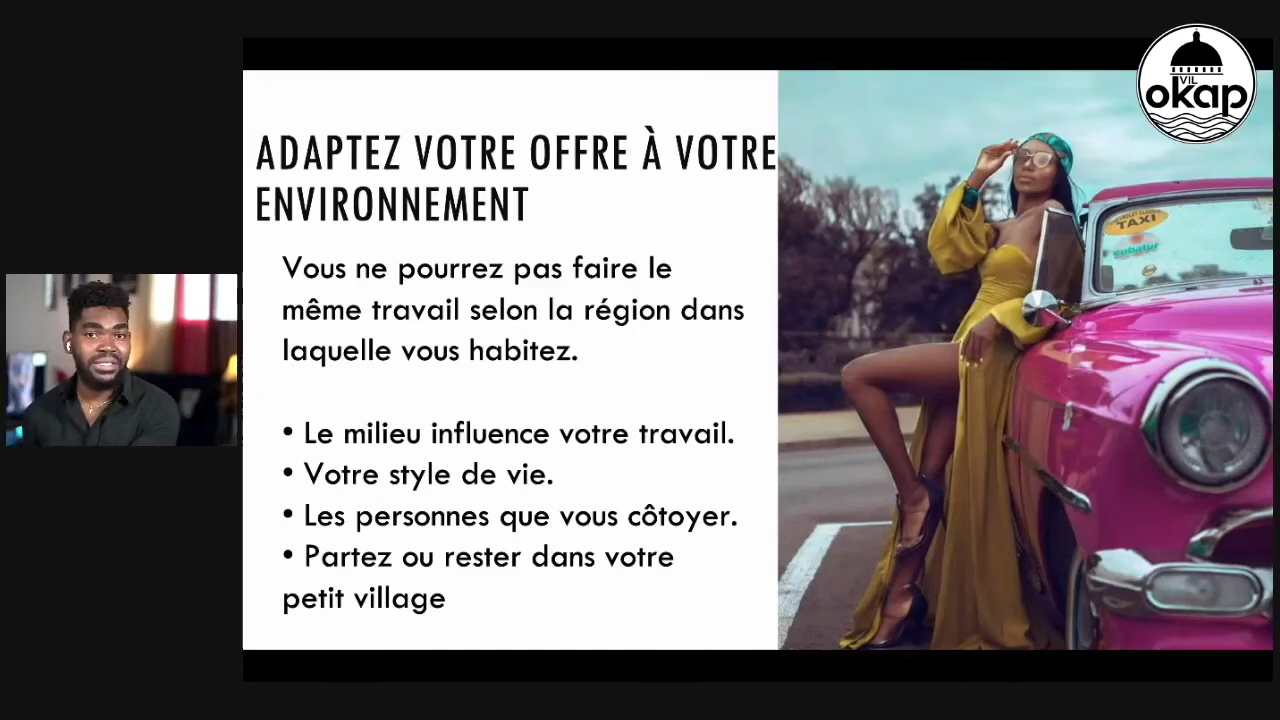 VIL
okap
ADAPTEZ VOTRE OFFRE À VOTRE
ENVIRONNEMENT
Vous ne pourrez pas faire le
même travail selon la région dans
laquelle vous habitez.
• Le milieu influence votre travail.
• Votre style de vie.
• Les personnes que vous côtoyer.
• Partez ou rester dans votre
petit village
TAXI
cubatur